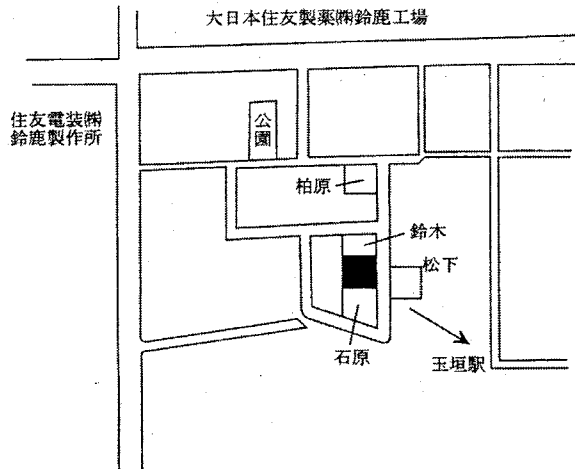 大日本住友製薬㈱鈴鹿工場
住友電装㈱
鈴鹿製作所
公園
柏原
鈴木
松下
石原
玉垣駅